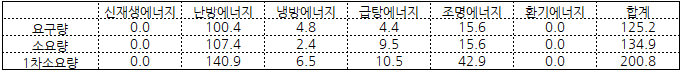 신재생에너지 난방에너지 냉방에너지 급탕에너지 조명에너지 환기에너지 합계
요구량 0.0 100.4 4.8 4.4 15.6 0.0 125.2
소요량 0.0 107.4 2.4 9.5 15.6 0.0 134.9
1차소요량 0.0 140.9 6.5 10.5 42.9 0.0 200.8